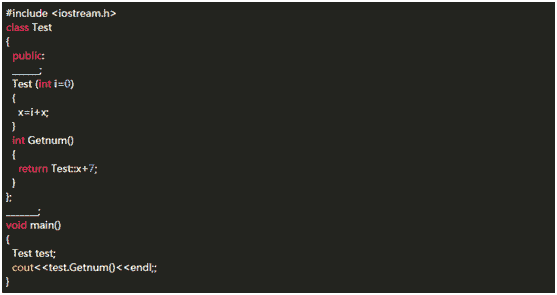 #include <iostream.h>
class Test
{
public:
______;
Test (int i=0)
{
x=i+x;
}
int Getnum()
{
return Test::x+7;
}
};
_______;
void main()
{
Test test;
cout<<test.Getnum()<<endl;;
}